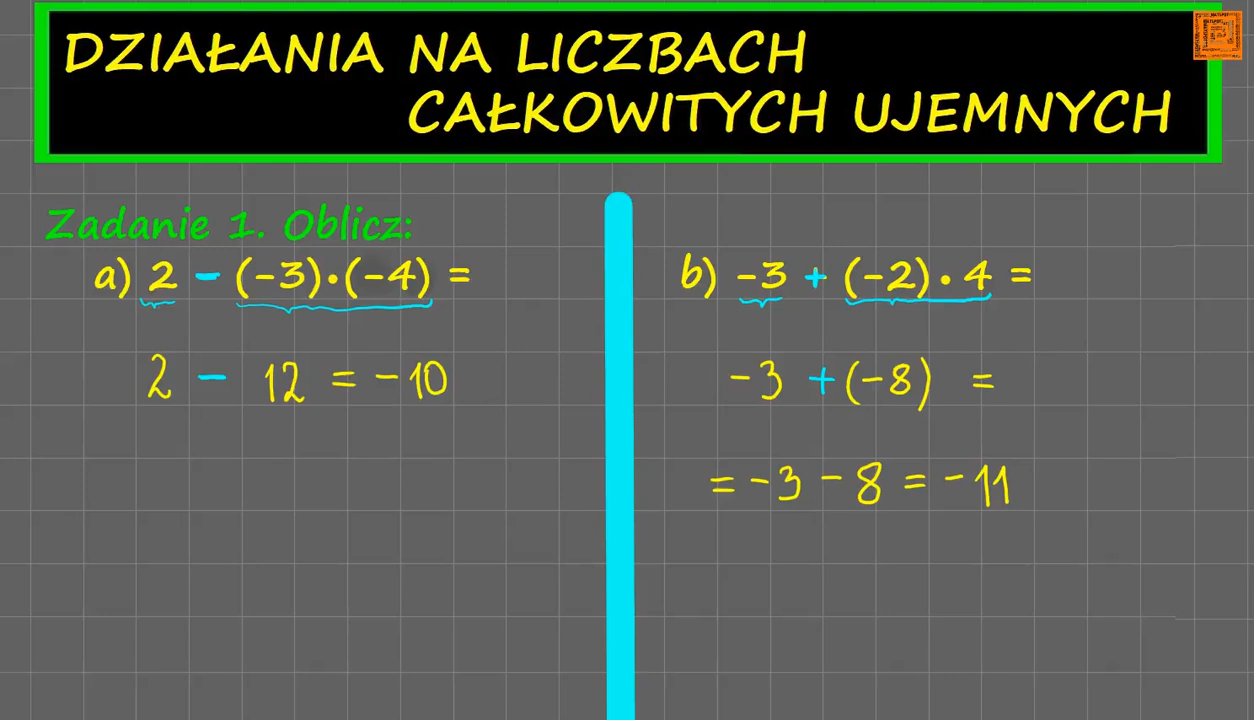 DZIAŁANIA NA LICZBACH
CAŁKOWITYCH UJEMNYCH
Zadanie 1. Oblicz:
a) 2 - (-3)·(-4) =
2 - 12 = -10
b) -3 + (-2)·4 =
-3 + (-8) =
= -3 - 8 = -11